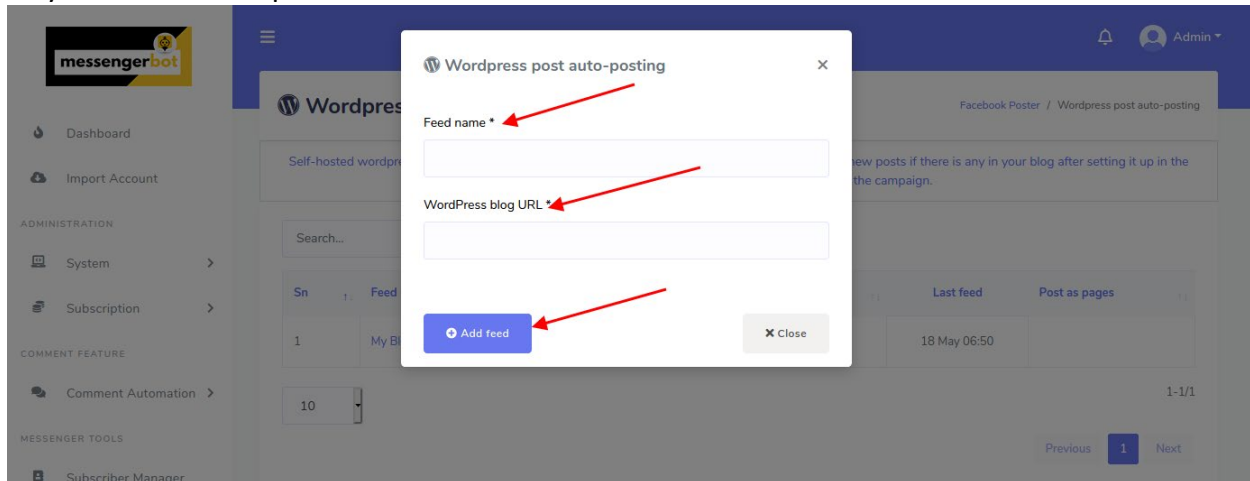 messengerbot
Admin
Wordpress post auto-posting
×
Wordpres
Facebook Poster / Wordpress post auto-posting
Dashboard
Feed name *
Self-hosted wordpre
new posts if there is any in your blog after setting it up in the
Import Account
the campaign.
WordPress blog URL *
ADMINISTRATION
Search...
System
Sn Feed Last feed Post as pages
Subscription
Add feed
Close
1 My Bl 18 May 06:50
COMMENT FEATURE
Comment Automation
1-1/1
10
MESSENGER TOOLS
Previous 1 Next
Subscriber Manager